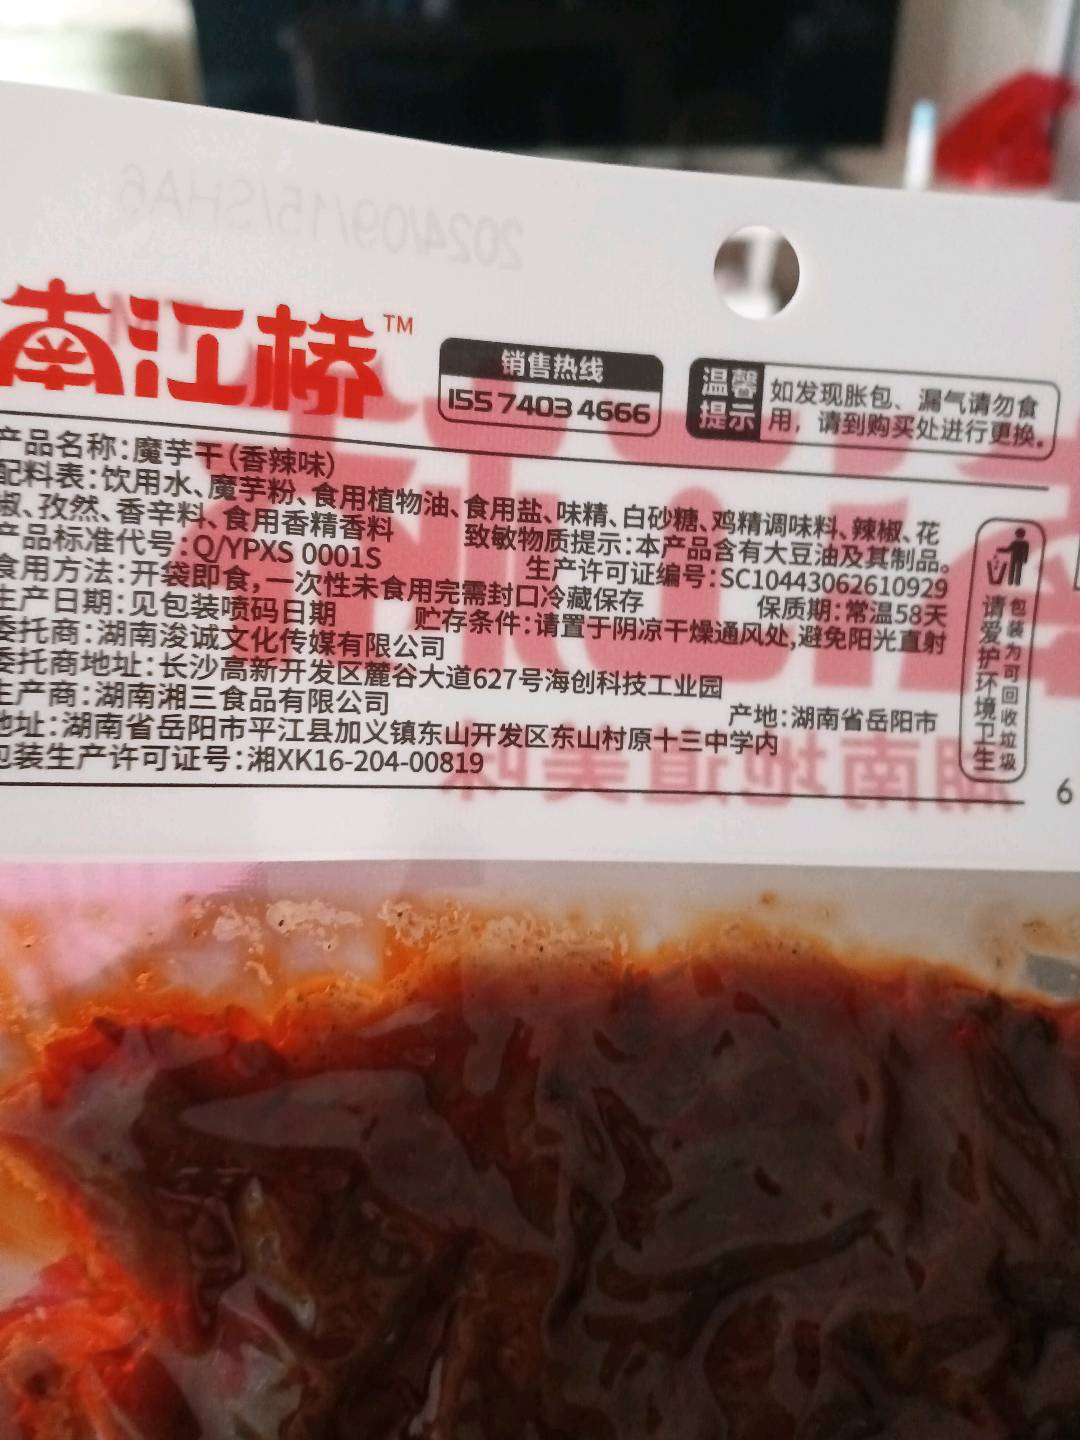 2024/09/15/SHA6
南江桥™
销售热线
155 7403 4666
温馨提示
如发现胀包、漏气请勿食
用，请到购买处进行更换。
产品名称：魔芋干（香辣味）
配料表：饮用水、魔芋粉、食用植物油、食用盐、味精、白砂糖、鸡精调味料、辣椒、花
椒、孜然、香辛料、食用香精香料 致敏物质提示：本产品含有大豆油及其制品。
产品标准代号：Q/YPXS 0001S 生产许可证编号：SC10443062610929
食用方法：开袋即食，一次性未食用完需封口冷藏保存 保质期：常温58天
生产日期：见包装喷码日期 贮存条件：请置于阴凉干燥通风处,避免阳光直射
委托商：湖南浚诚文化传媒有限公司
委托商地址：长沙高新开发区麓谷大道627号海创科技工业园
生产商：湖南湘三食品有限公司 产地：湖南省岳阳市
地址：湖南省岳阳市平江县加义镇东山开发区东山村原十三中学内
包装生产许可证号：湘XK16-204-00819
请爱护环境卫生
包装为可回收垃圾
6
湖南地道美味